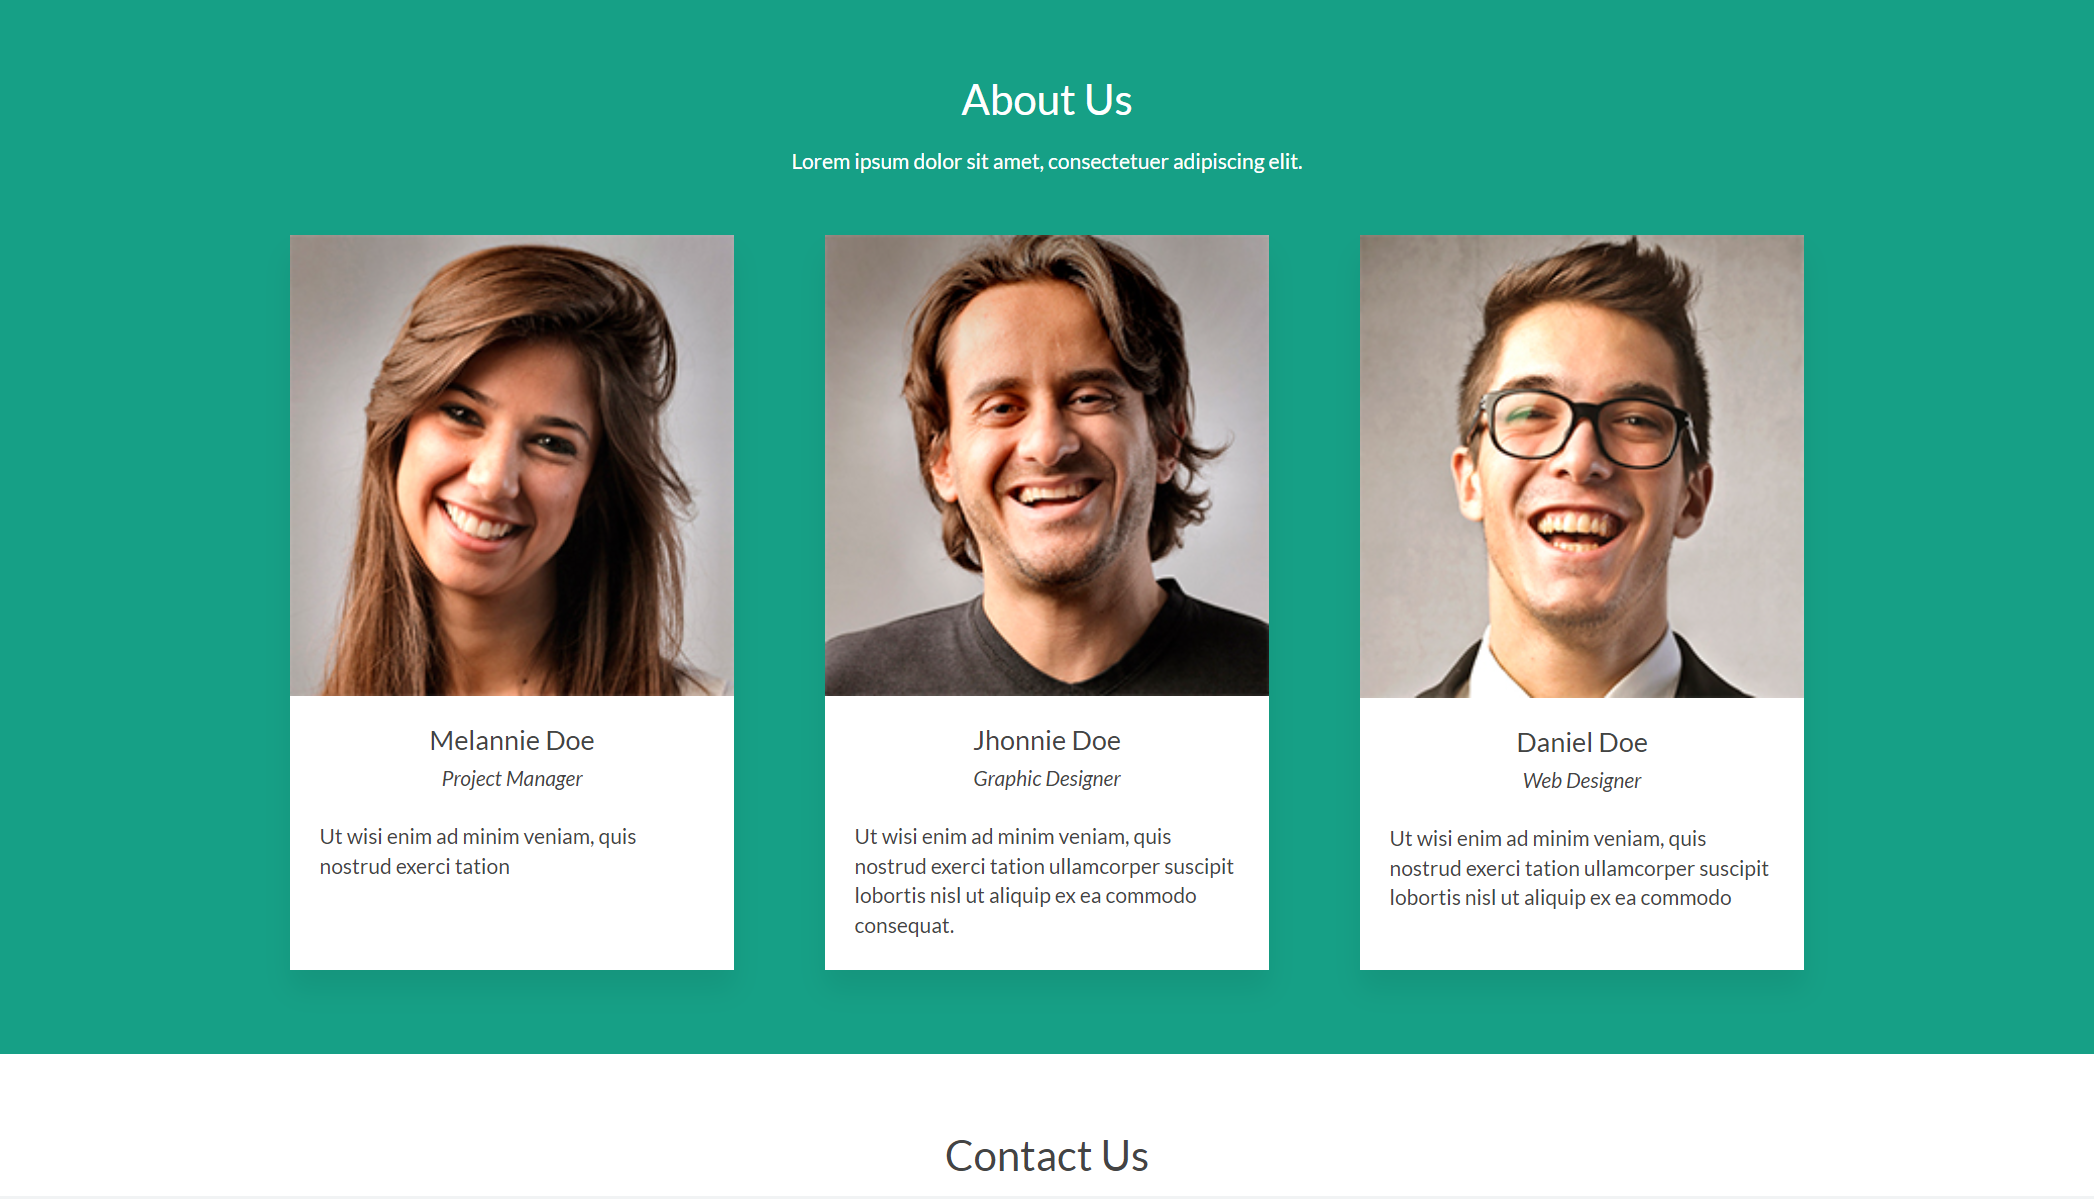 About Us
Lorem ipsum dolor sit amet, consectetuer adipiscing elit.
Melannie Doe
Project Manager
Ut wisi enim ad minim veniam, quis
nostrud exerci tation
Jhonnie Doe
Graphic Designer
Ut wisi enim ad minim veniam, quis
nostrud exerci tation ullamcorper suscipit
lobortis nisl ut aliquip ex ea commodo
consequat.
Daniel Doe
Web Designer
Ut wisi enim ad minim veniam, quis
nostrud exerci tation ullamcorper suscipit
lobortis nisl ut aliquip ex ea commodo
Contact Us